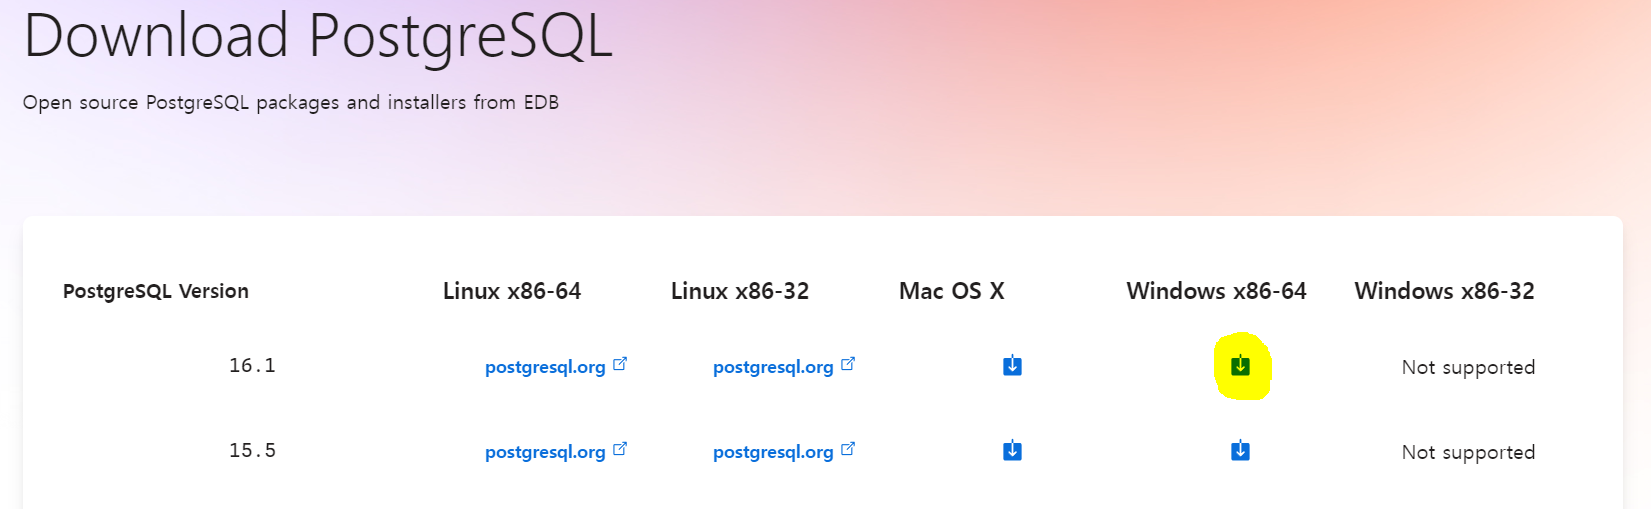 Download PostgreSQL
Open source PostgreSQL packages and installers from EDB
PostgreSQL Version Linux x86-64 Linux x86-32 Mac OS X Windows x86-64 Windows x86-32
16.1 postgresql.org postgresql.org Not supported
15.5 postgresql.org postgresql.org Not supported